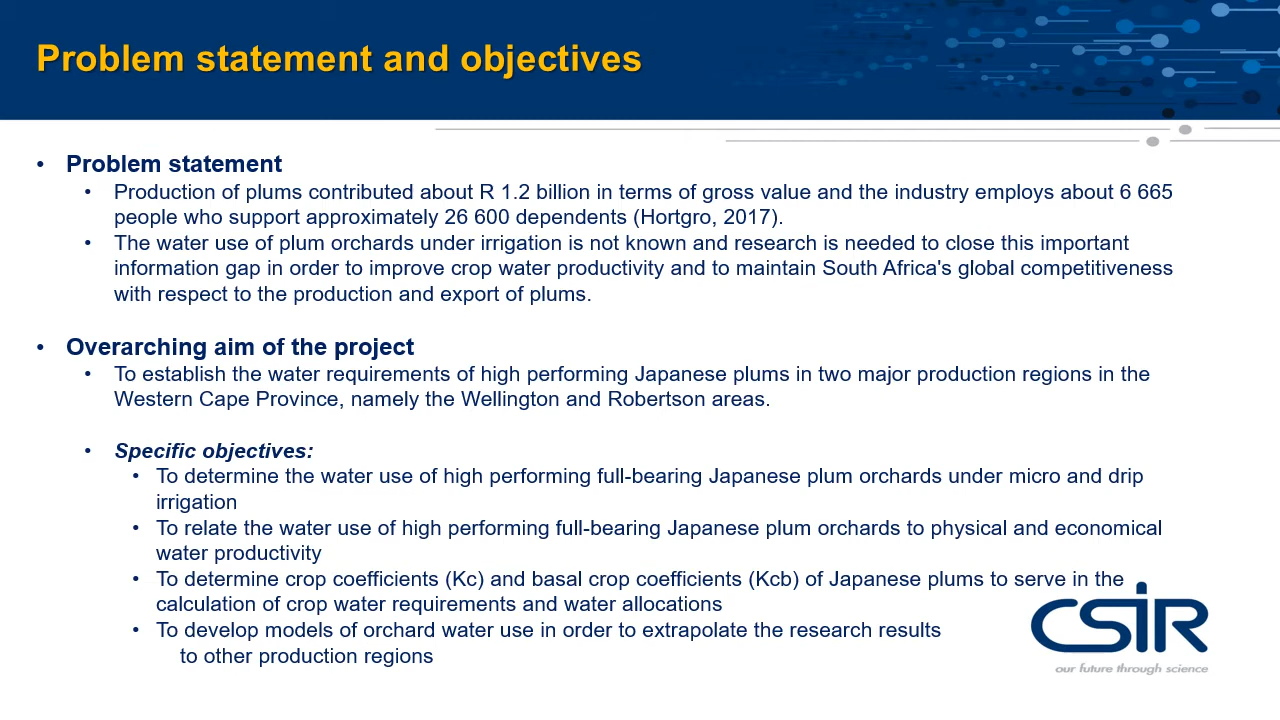 Problem statement and objectives
• Problem statement
• Production of plums contributed about R 1.2 billion in terms of gross value and the industry employs about 6 665
people who support approximately 26 600 dependents (Hortgro, 2017).
• The water use of plum orchards under irrigation is not known and research is needed to close this important
information gap in order to improve crop water productivity and to maintain South Africa's global competitiveness
with respect to the production and export of plums.
• Overarching aim of the project
• To establish the water requirements of high performing Japanese plums in two major production regions in the
Western Cape Province, namely the Wellington and Robertson areas.
• Specific objectives:
• To determine the water use of high performing full-bearing Japanese plum orchards under micro and drip
irrigation
• To relate the water use of high performing full-bearing Japanese plum orchards to physical and economical
water productivity
• To determine crop coefficients (Kc) and basal crop coefficients (Kcb) of Japanese plums to serve in the
calculation of crop water requirements and water allocations
• To develop models of orchard water use in order to extrapolate the research results
to other production regions
CSIR
our future through science